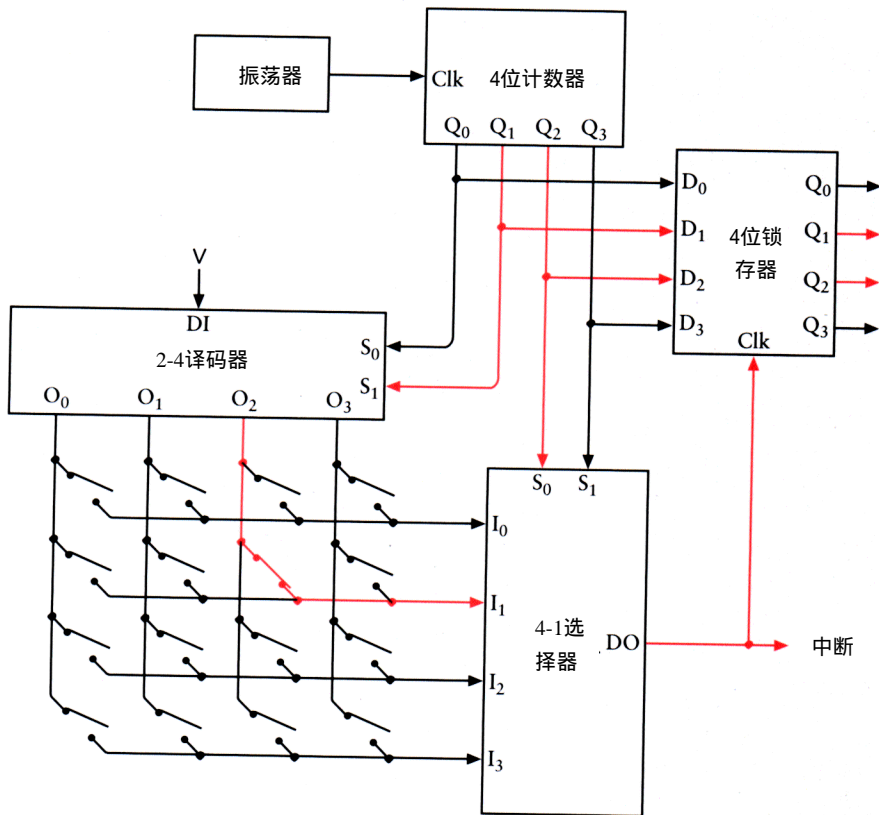 振荡器
Clk
4位计数器
Q₀ Q₁ Q₂ Q₃
D₀
D₁
D₂
D₃
4位锁
存器
Q₀
Q₁
Q₂
Q₃
Clk
V
DI
2-4译码器
S₀
S₁
O₀ O₁ O₂ O₃
S₀ S₁
I₀
I₁
I₂
I₃
4-1选
择器
DO
中断